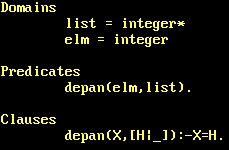 Domains
list = integer*
elm = integer
Predicates
depan(elm,list).
Clauses
depan(X,[H|_]):-X=H.